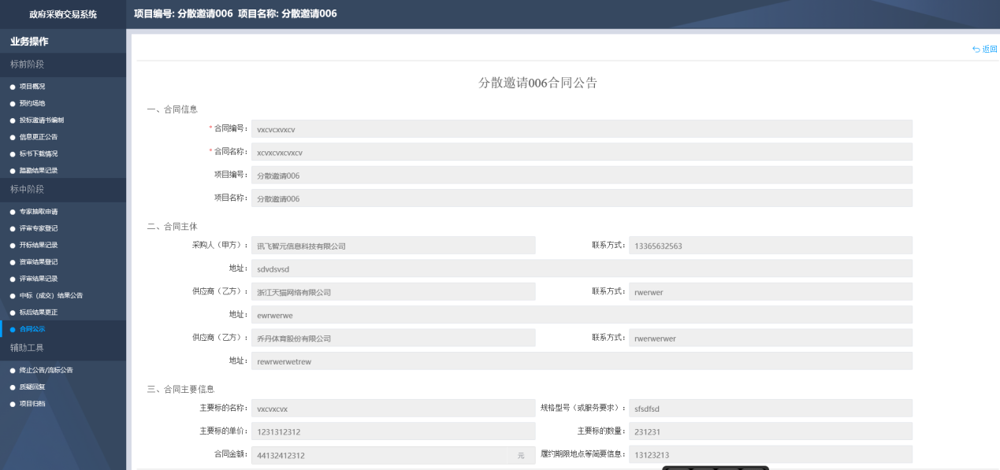 政府采购交易系统
项目编号: 分散邀请006 项目名称: 分散邀请006
业务操作
标前阶段
项目概况
预约场地
投标邀请书编制
信息更正公告
标书下载情况
踏勘结果记录
标中阶段
专家抽取申请
评审专家登记
开标结果记录
资审结果登记
评审结果记录
中标（成交）结果公告
标后结果更正
合同公示
辅助工具
终止公告/流标公告
质疑回复
项目归档
返回
分散邀请006合同公告
一、合同信息
* 合同编号: vxcvcxvxcv
* 合同名称: xcvxcvxcvxcv
项目编号: 分散邀请006
项目名称: 分散邀请006
二、合同主体
采购人（甲方）: 讯飞智元信息科技有限公司 联系方式: 13365632563
地址: sdvdsvsd
供应商（乙方）: 浙江天猫网络有限公司 联系方式: rwerwer
地址: ewrwerwe
供应商（乙方）: 乔丹体育股份有限公司 联系方式: rwerwerwer
地址: rewrwerwetrew
三、合同主要信息
主要标的名称: vxcvxcvx 规格型号（或服务要求）: sfsdfsd
主要标的单价: 1231312312 主要标的数量: 231231
合同金额: 44132412312 元 履约期限地点等简要信息: 13123213